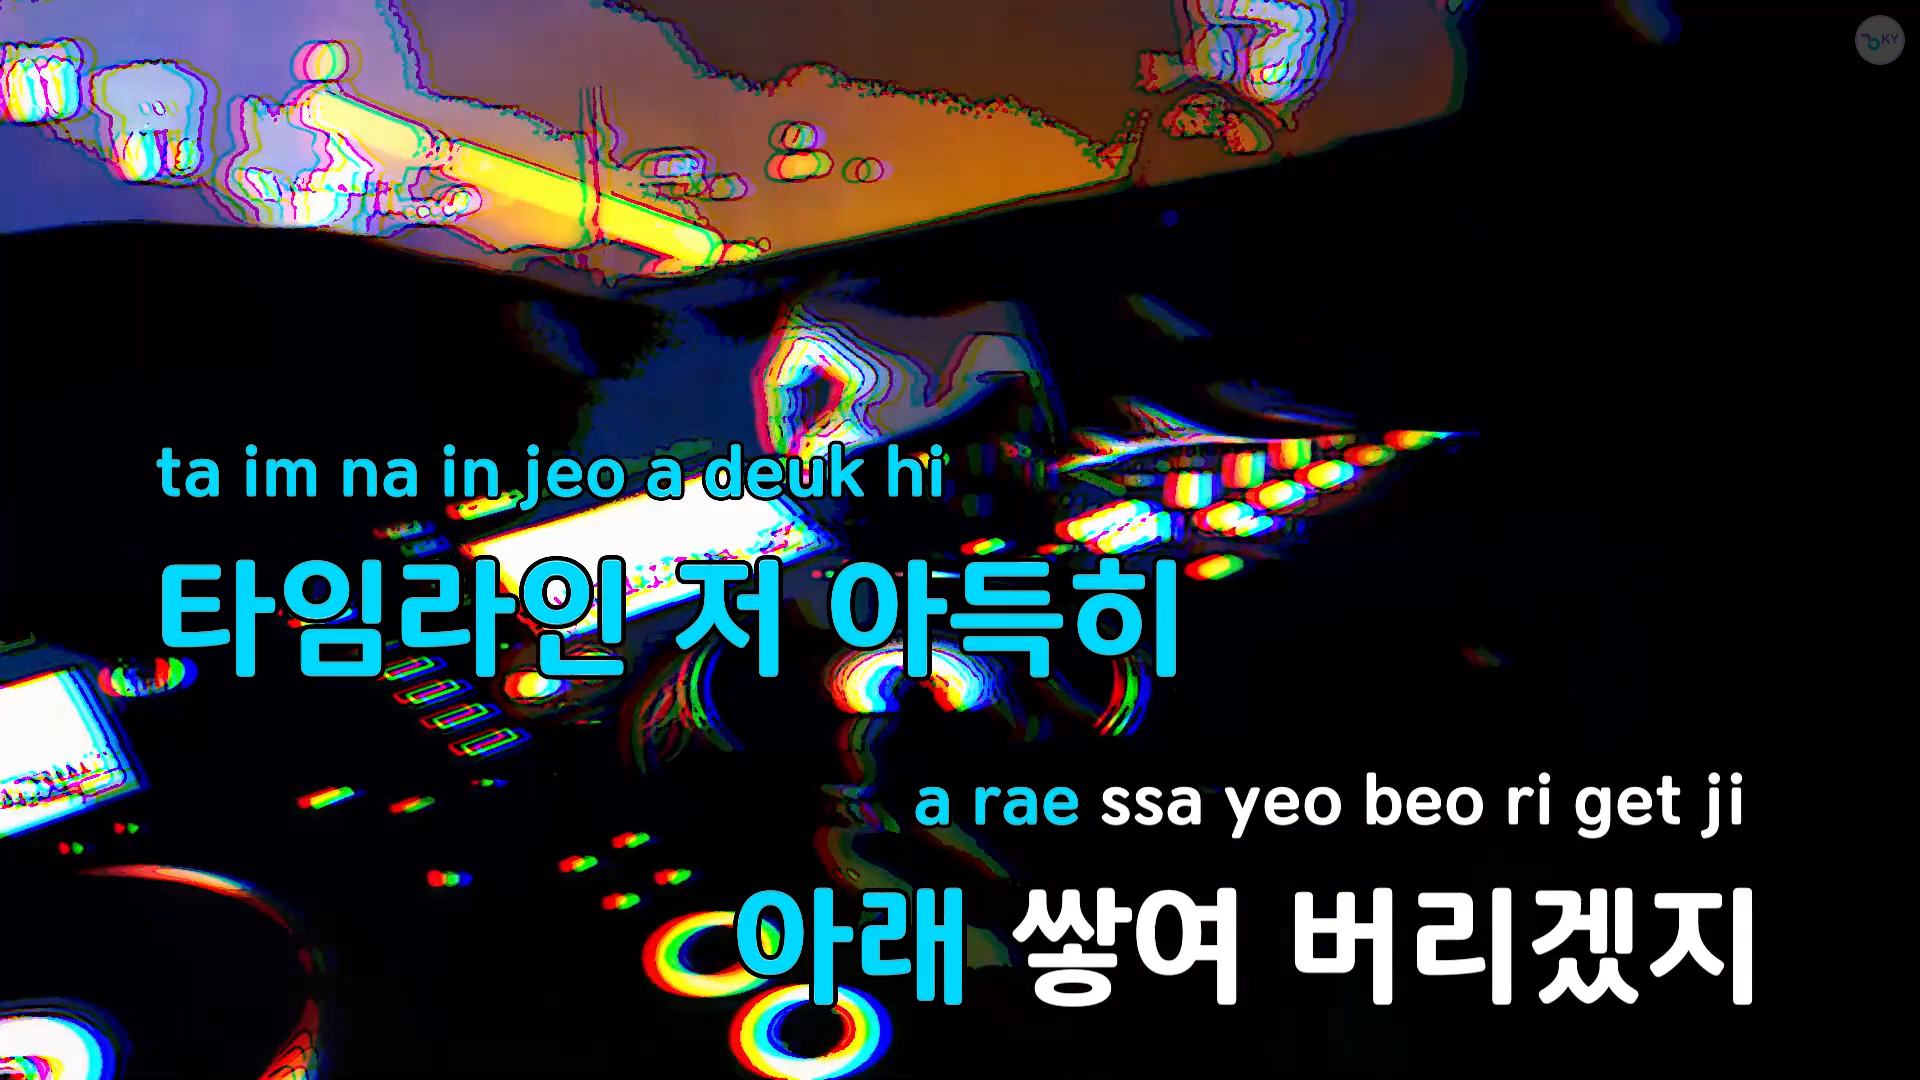 KY
ta im na in jeo a deuk hi
타임라인 저 아득히
a rae ssa yeo beo ri get ji
아래 쌓여 버리겠지